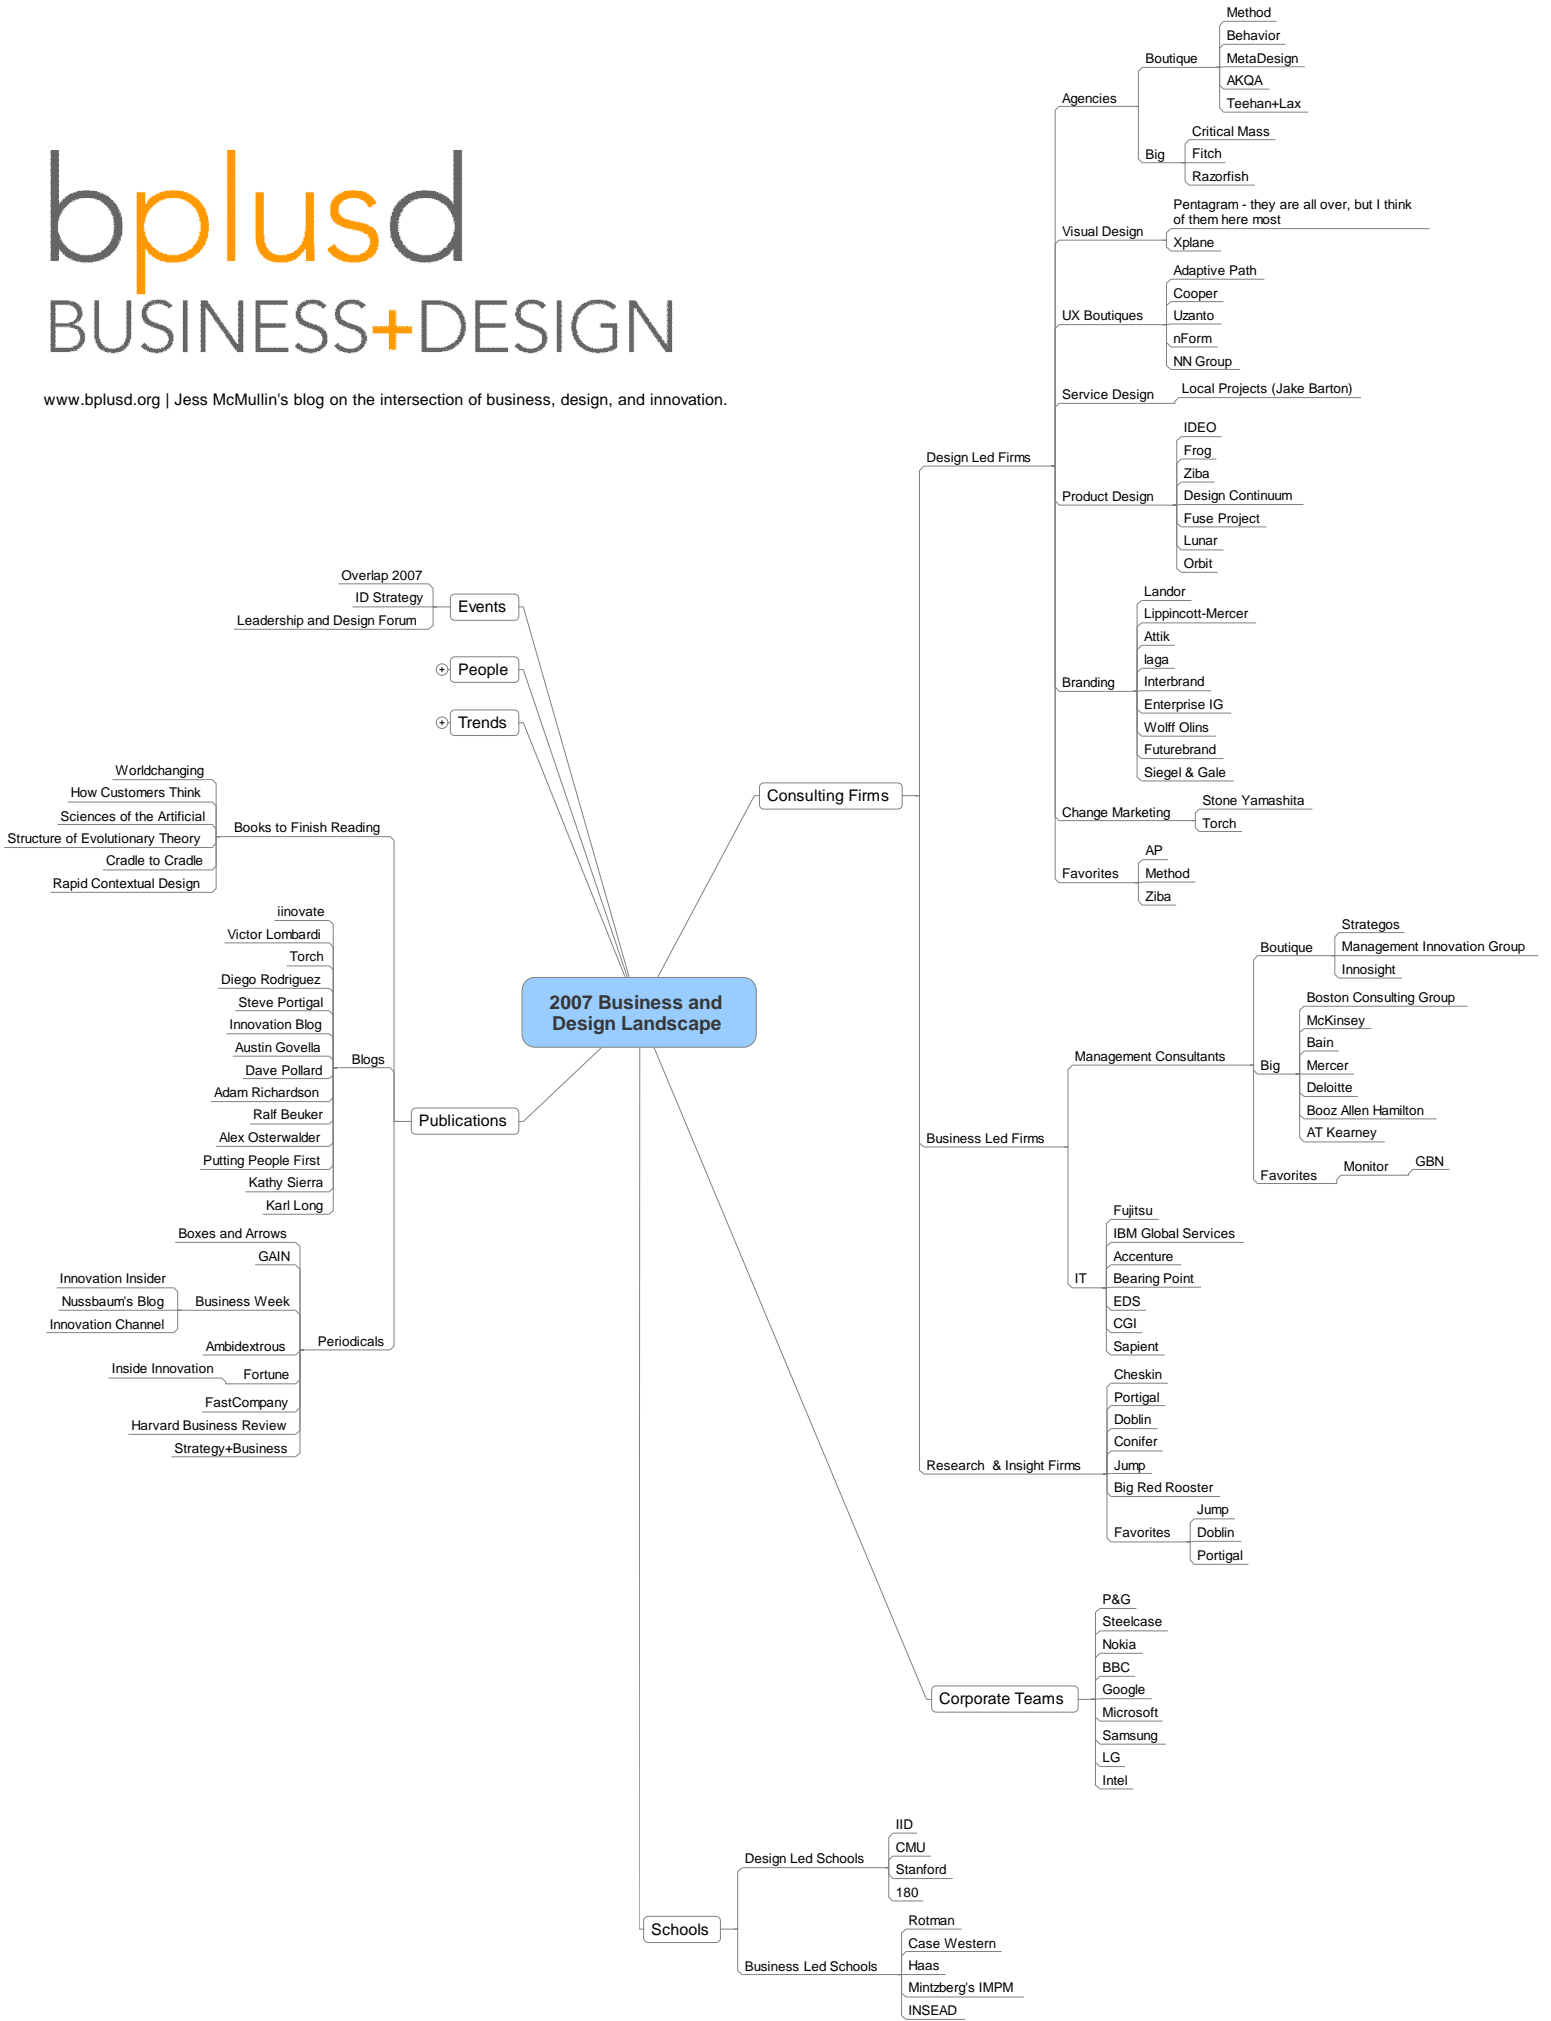 bplusd
BUSINESS+DESIGN
www.bplusd.org | Jess McMullin's blog on the intersection of business, design, and innovation.
2007 Business and
Design Landscape
Consulting Firms
Design Led Firms
Agencies
Boutique
Method
Behavior
MetaDesign
AKQA
Teehan+Lax
Big
Critical Mass
Fitch
Razorfish
Visual Design
Pentagram - they are all over, but I think
of them here most
Xplane
UX Boutiques
Adaptive Path
Cooper
Uzanto
nForm
NN Group
Service Design
Local Projects (Jake Barton)
Product Design
IDEO
Frog
Ziba
Design Continuum
Fuse Project
Lunar
Orbit
Branding
Landor
Lippincott-Mercer
Attik
laga
Interbrand
Enterprise IG
Wolff Olins
Futurebrand
Siegel & Gale
Change Marketing
Stone Yamashita
Torch
Favorites
AP
Method
Ziba
Business Led Firms
Management Consultants
Boutique
Strategos
Management Innovation Group
Innosight
Big
Boston Consulting Group
McKinsey
Bain
Mercer
Deloitte
Booz Allen Hamilton
AT Kearney
Favorites
Monitor
GBN
IT
Fujitsu
IBM Global Services
Accenture
Bearing Point
EDS
CGI
Sapient
Research & Insight Firms
Cheskin
Portigal
Doblin
Conifer
Jump
Big Red Rooster
Favorites
Jump
Doblin
Portigal
Corporate Teams
P&G
Steelcase
Nokia
BBC
Google
Microsoft
Samsung
LG
Intel
Schools
Design Led Schools
IID
CMU
Stanford
180
Business Led Schools
Rotman
Case Western
Haas
Mintzberg's IMPM
INSEAD
Events
Overlap 2007
ID Strategy
Leadership and Design Forum
People
Trends
Publications
Books to Finish Reading
Worldchanging
How Customers Think
Sciences of the Artificial
Structure of Evolutionary Theory
Cradle to Cradle
Rapid Contextual Design
Blogs
iinovate
Victor Lombardi
Torch
Diego Rodriguez
Steve Portigal
Innovation Blog
Austin Govella
Dave Pollard
Adam Richardson
Ralf Beuker
Alex Osterwalder
Putting People First
Kathy Sierra
Karl Long
Periodicals
Boxes and Arrows
GAIN
Business Week
Innovation Insider
Nussbaum's Blog
Innovation Channel
Ambidextrous
Fortune
Inside Innovation
FastCompany
Harvard Business Review
Strategy+Business